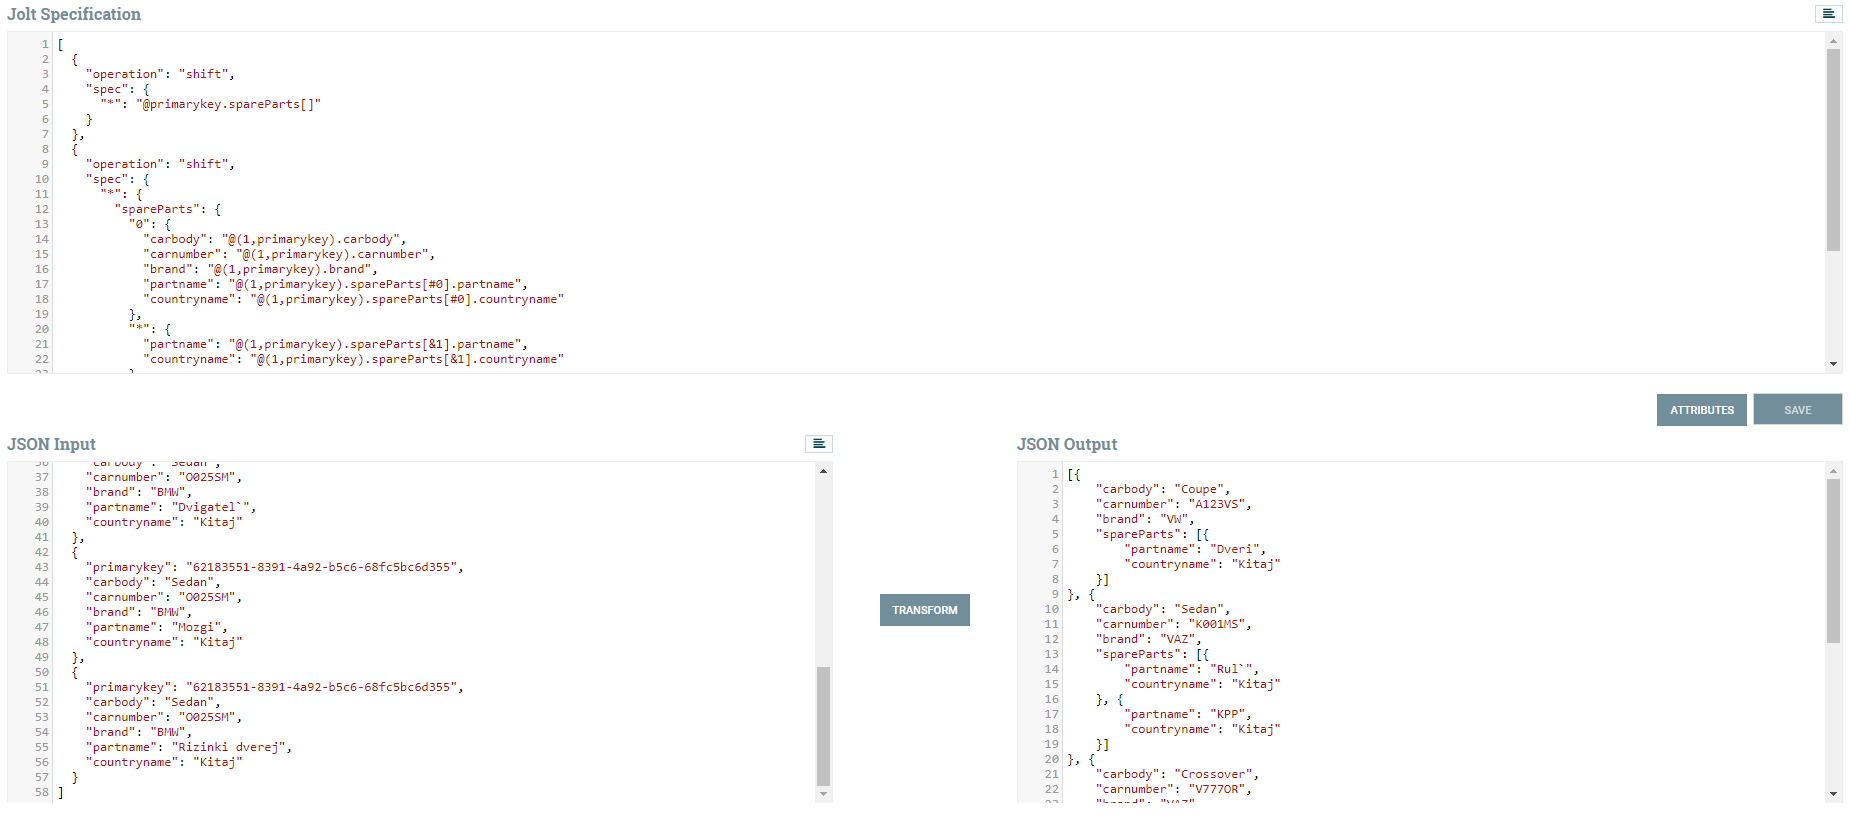 Jolt Specification
1 [
2   {
3     "operation": "shift",
4     "spec": {
5       "*": "@primarykey.spareParts[]"
6     }
7   },
8   {
9     "operation": "shift",
10     "spec": {
11       "*": {
12         "spareParts": {
13           "0": {
14             "carbody": "@(1,primarykey).carbody",
15             "carnumber": "@(1,primarykey).carnumber",
16             "brand": "@(1,primarykey).brand",
17             "partname": "@(1,primarykey).spareParts[#0].partname",
18             "countryname": "@(1,primarykey).spareParts[#0].countryname"
19           },
20           "*": {
21             "partname": "@(1,primarykey).spareParts[&1].partname",
22             "countryname": "@(1,primarykey).spareParts[&1].countryname"
23           }
ATTRIBUTES SAVE
JSON Input
36     "carbody": "Sedan",
37     "carnumber": "O025SM",
38     "brand": "BMW",
39     "partname": "Dvigatel`",
40     "countryname": "Kitaj"
41   },
42   {
43     "primarykey": "62183551-8391-4a92-b5c6-68fc5bc6d355",
44     "carbody": "Sedan",
45     "carnumber": "O025SM",
46     "brand": "BMW",
47     "partname": "Mozgi",
48     "countryname": "Kitaj"
49   },
50   {
51     "primarykey": "62183551-8391-4a92-b5c6-68fc5bc6d355",
52     "carbody": "Sedan",
53     "carnumber": "O025SM",
54     "brand": "BMW",
55     "partname": "Rizinki dverej",
56     "countryname": "Kitaj"
57   }
58 ]
TRANSFORM
JSON Output
1 [{
2     "carbody": "Coupe",
3     "carnumber": "A123VS",
4     "brand": "VW",
5     "spareParts": [{
6         "partname": "Dveri",
7         "countryname": "Kitaj"
8     }]
9 }, {
10     "carbody": "Sedan",
11     "carnumber": "K001MS",
12     "brand": "VAZ",
13     "spareParts": [{
14         "partname": "Rul`",
15         "countryname": "Kitaj"
16     }, {
17         "partname": "KPP",
18         "countryname": "Kitaj"
19     }]
20 }, {
21     "carbody": "Crossover",
22     "carnumber": "V777OR",
23     "brand": "VAZ",